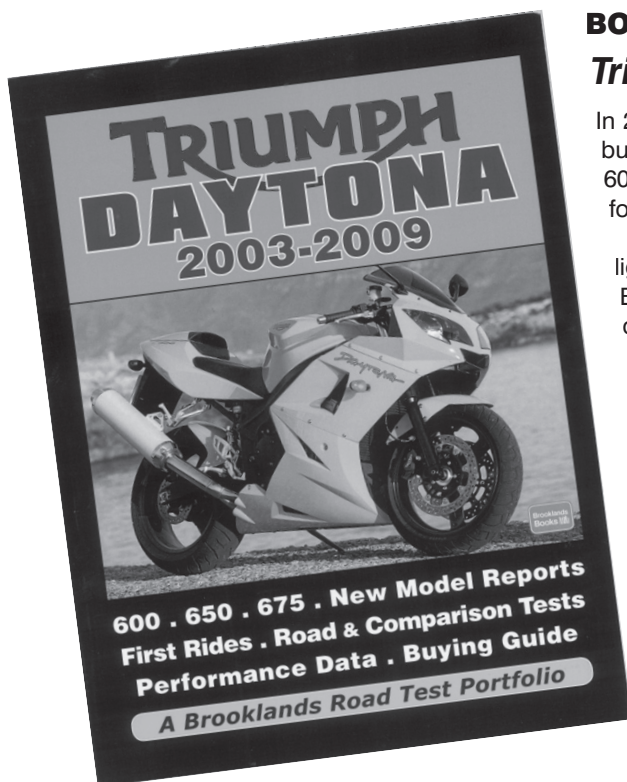 TRIUMPH
DAYTONA
2003-2009
Daytona
Brooklands
Books
600 . 650 . 675 . New Model Reports
First Rides . Road & Comparison Tests
Performance Data . Buying Guide
A Brooklands Road Test Portfolio
BO
Tri
In 2
bu
60
fo
lig